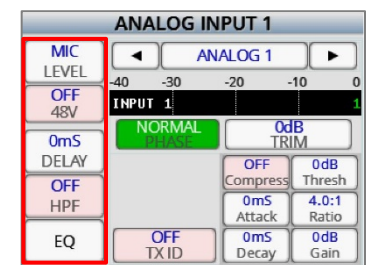 ANALOG INPUT 1
MIC
LEVEL
OFF
48V
0mS
DELAY
OFF
HPF
EQ
◄ ANALOG 1 ►
-40 -30 -20 -10 0
INPUT 1 1
NORMAL
PHASE
0dB
TRIM
OFF
Compress
0dB
Thresh
0mS
Attack
4.0:1
Ratio
OFF
TX ID
0mS
Decay
0dB
Gain